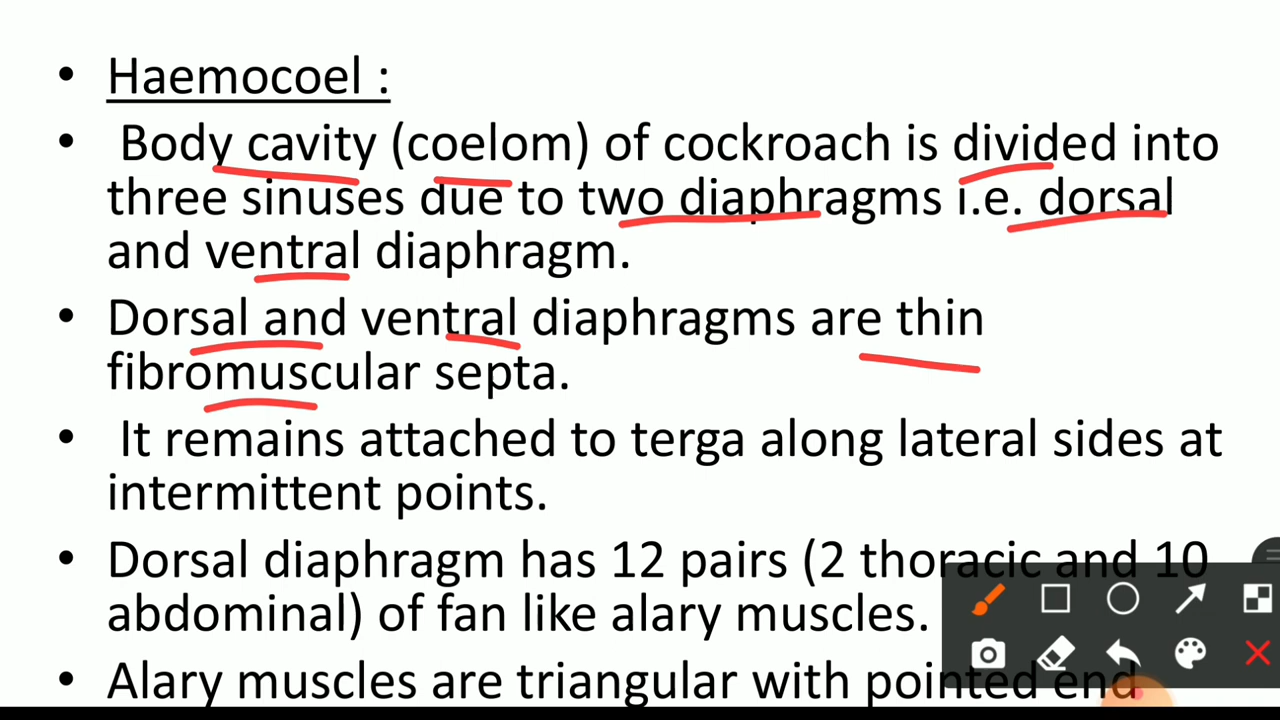 • Haemocoel :
• Body cavity (coelom) of cockroach is divided into
three sinuses due to two diaphragms i.e. dorsal
and ventral diaphragm.
• Dorsal and ventral diaphragms are thin
fibromuscular septa.
• It remains attached to terga along lateral sides at
intermittent points.
• Dorsal diaphragm has 12 pairs (2 thoracic and 10
abdominal) of fan like alary muscles.
• Alary muscles are triangular with pointed end